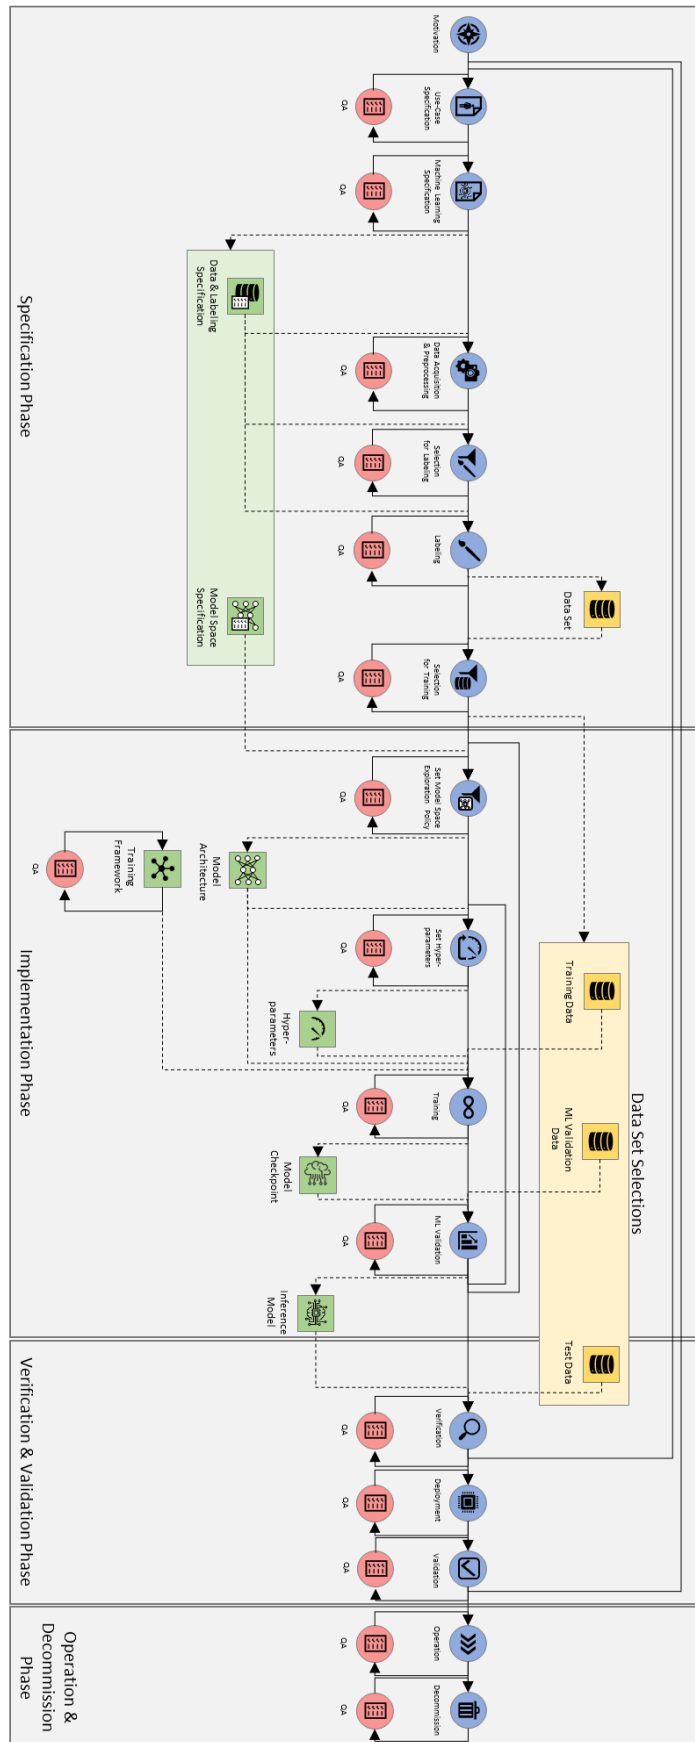 Motivation
Use-Case
Specification
QA
Machine Learning
Specification
QA
Data & Labeling
Specification
Data Acquisition
& Preprocessing
QA
Selection
for Labeling
QA
Labeling
QA
Data Set
Model Space
Specification
Selection
for Training
QA
Specification Phase
Set Model Space
Exploration Policy
QA
Training
Framework
QA
Model
Architecture
Set Hyper-
parameters
QA
Hyper-
parameters
Training
QA
Model
Checkpoint
ML Validation
QA
Inference
Model
Implementation Phase
Data Set Selections
Training Data
ML Validation
Data
Test Data
Verification
QA
Deployment
QA
Validation
QA
Verification & Validation Phase
Operation
QA
Decommission
QA
Operation &
Decommission
Phase